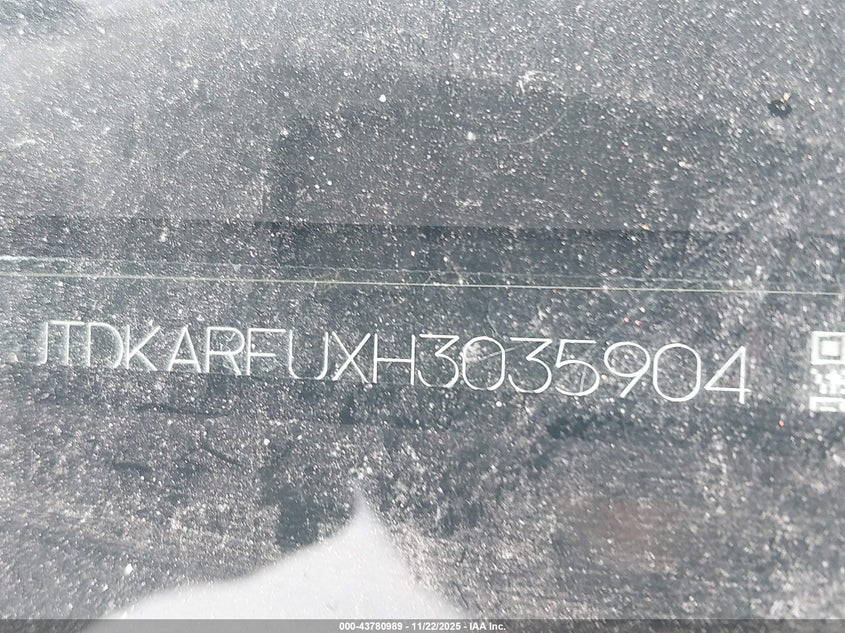 JTDKARFUXH3035904
000-43780989 - 11/22/2025 - IAA Inc.